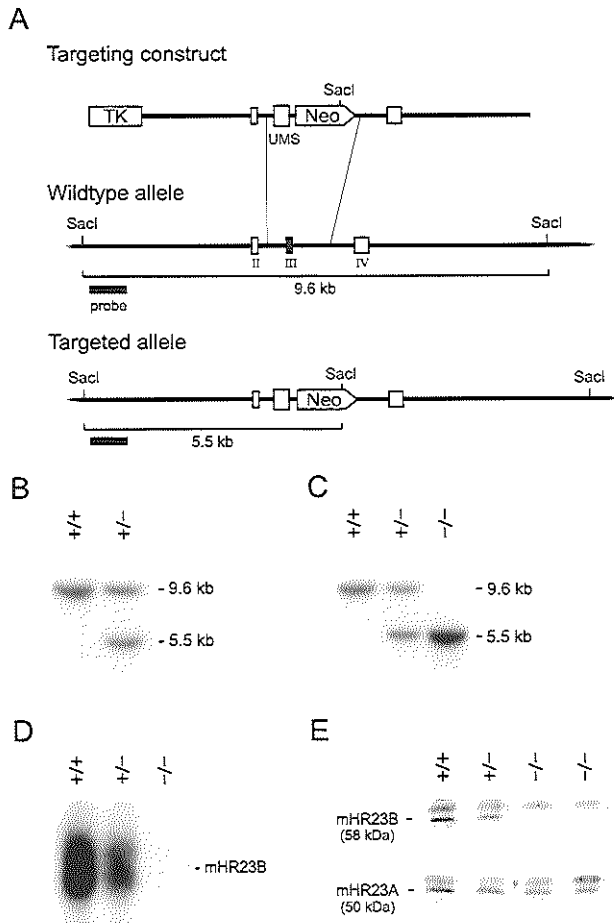 A
Targeting construct
SacI
TK
Neo
UMS
Wildtype allele
SacI
SacI
II
III
IV
9.6 kb
probe
Targeted allele
SacI
SacI
SacI
Neo
5.5 kb
B
C
+/+
+/-
+/+
+/-
-/-
- 9.6 kb
- 9.6 kb
- 5.5 kb
- 5.5 kb
D
E
+/+
+/-
-/-
+/+
+/-
-/-
-/-
- mHR23B
mHR23B -
(58 kDa)
mHR23A -
(50 kDa)